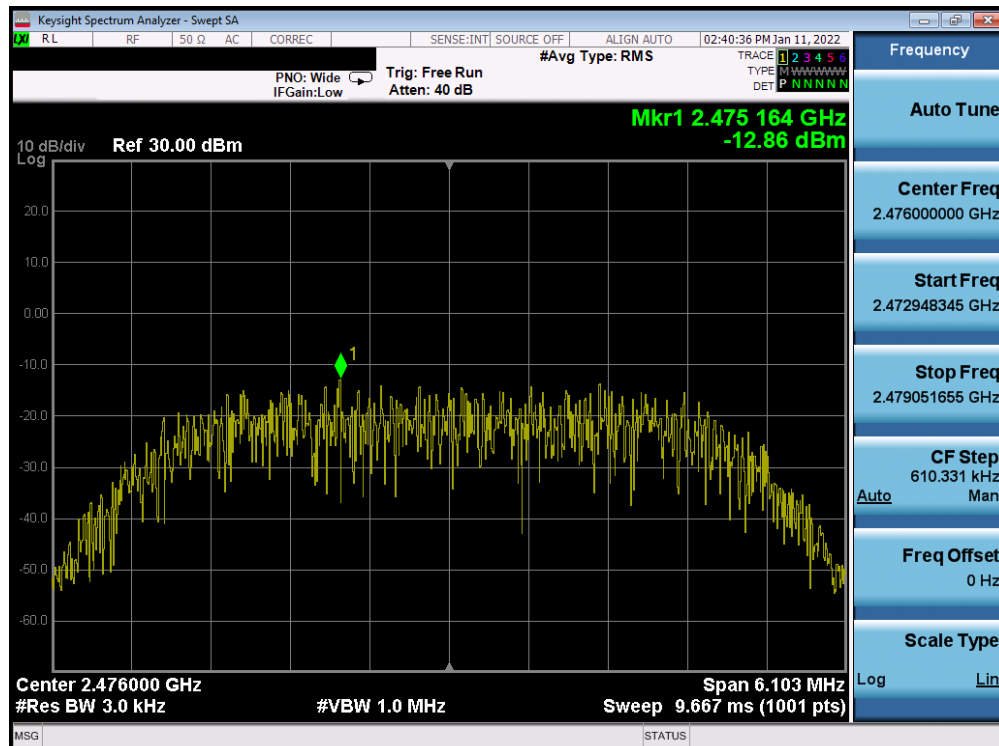 Keysight Spectrum Analyzer - Swept SA
LXI RL RF 50 Ω AC CORREC SENSE:INT SOURCE OFF ALIGN AUTO 02:40:36 PM Jan 11, 2022
#Avg Type: RMS
TRACE 1 2 3 4 5 6
TYPE M WWWWW
DET P N N N N N
PNO: Wide
IFGain:Low
Trig: Free Run
Atten: 40 dB
Mkr1 2.475 164 GHz
-12.86 dBm
10 dB/div
Log
Ref 30.00 dBm
20.0
10.0
0.00
-10.0
-20.0
-30.0
-40.0
-50.0
-60.0
1
Center 2.476000 GHz
Span 6.103 MHz
#Res BW 3.0 kHz
#VBW 1.0 MHz
Sweep 9.667 ms (1001 pts)
MSG
STATUS
Frequency
Auto Tune
Center Freq
2.476000000 GHz
Start Freq
2.472948345 GHz
Stop Freq
2.479051655 GHz
CF Step
610.331 kHz
Auto Man
Freq Offset
0 Hz
Scale Type
Log Lin